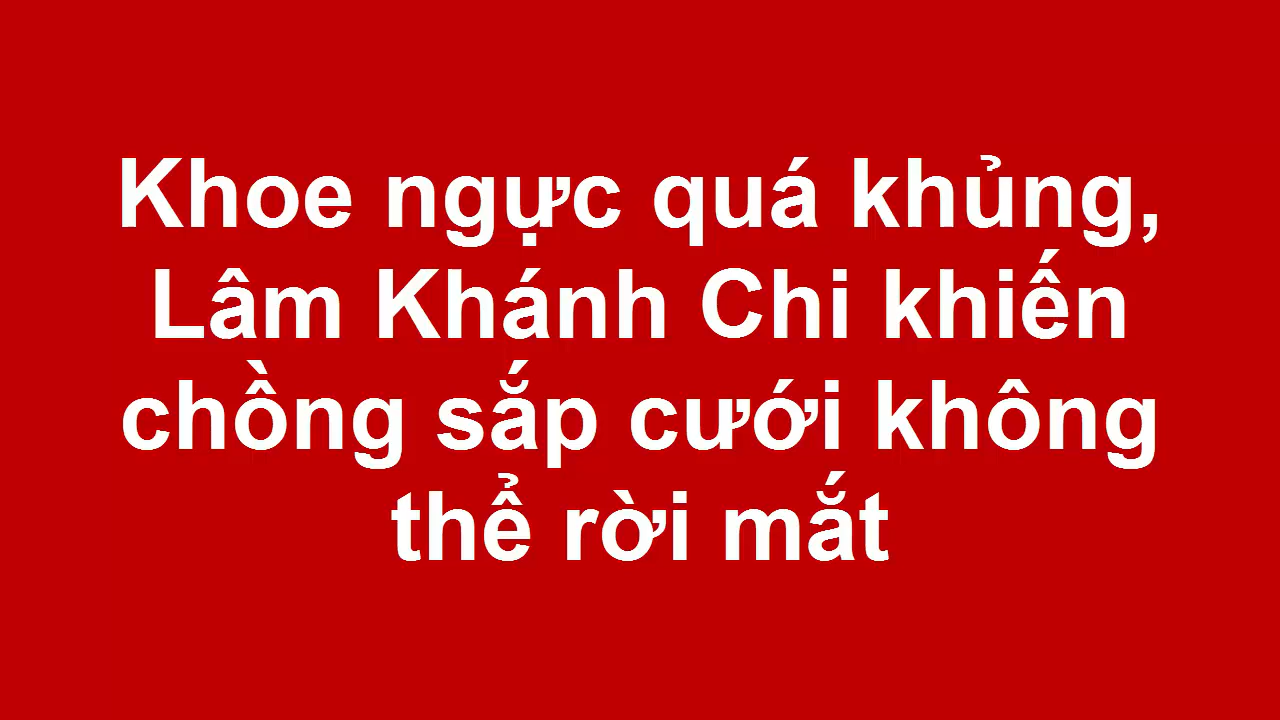 Khoe ngực quá khủng,
Lâm Khánh Chi khiến
chồng sắp cưới không
thể rời mắt